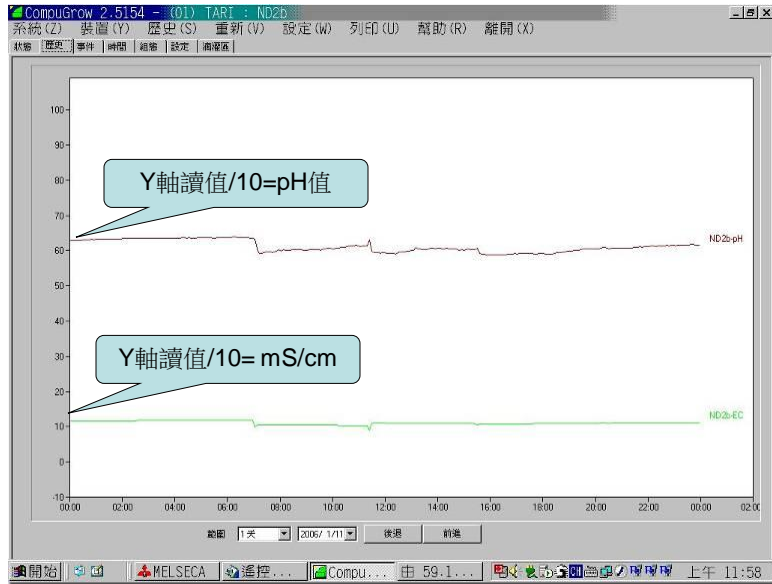 CompuGrow 2.5154 - (01) TARI : ND2b
系統(Z) 裝置(Y) 歷史(S) 重新(V) 設定(W) 列印(U) 幫助(R) 離開(X)
狀態 歷史 事件 時間 組態 設定 滴灌區
100
90
80
70
60
50
40
30
20
10
0
-10
Y軸讀值/10=pH值
ND2b-pH
Y軸讀值/10= mS/cm
ND2b-EC
00:00 02:00 04:00 06:00 08:00 10:00 12:00 14:00 16:00 18:00 20:00 22:00 00:00 02:00
範圍 1天 2006/ 1/11 後退 前進
開始 MELSECA 遙控... Compu... 59.1... 上午 11:58